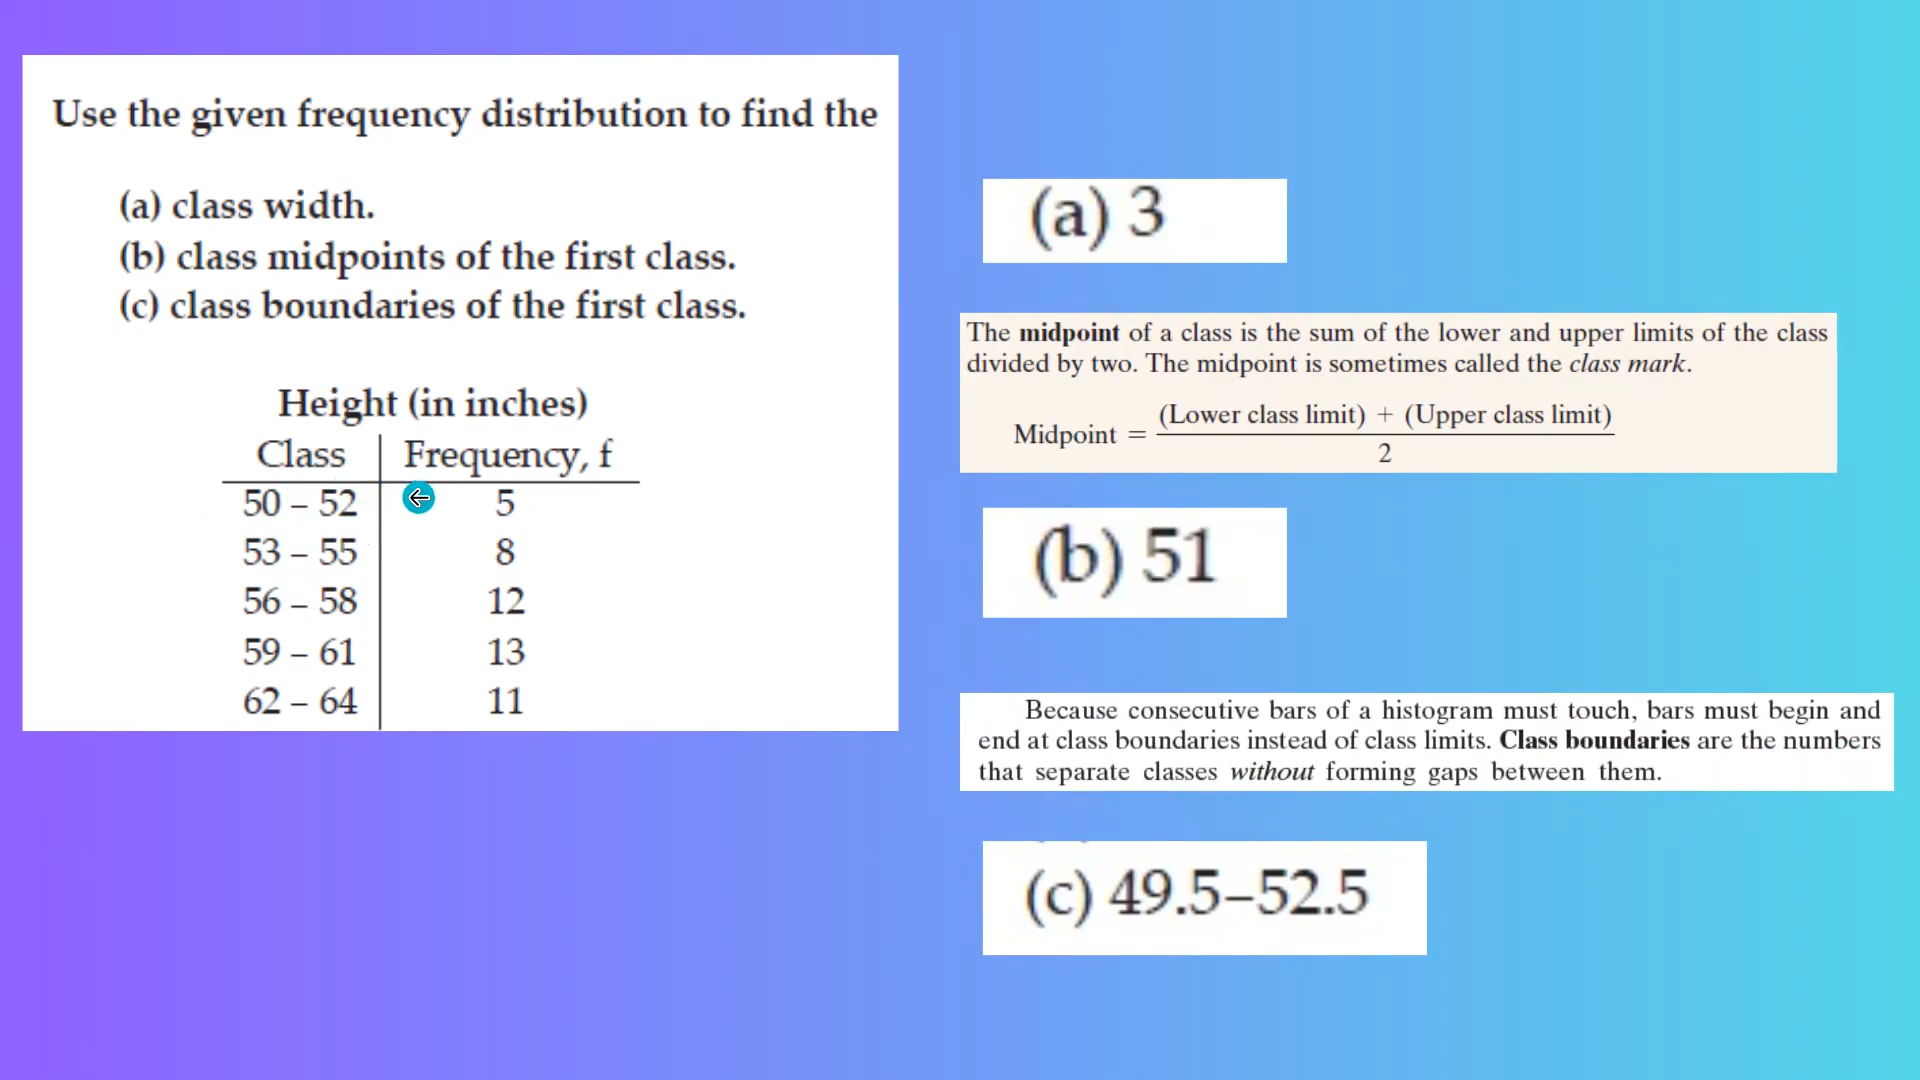 Use the given frequency distribution to find the
(a) class width.
(b) class midpoints of the first class.
(c) class boundaries of the first class.
Height (in inches)
Class Frequency, f
50 – 52 5
53 – 55 8
56 – 58 12
59 – 61 13
62 – 64 11
(a) 3
The midpoint of a class is the sum of the lower and upper limits of the class
divided by two. The midpoint is sometimes called the class mark.
Midpoint = (Lower class limit) + (Upper class limit)
2
(b) 51
Because consecutive bars of a histogram must touch, bars must begin and
end at class boundaries instead of class limits. Class boundaries are the numbers
that separate classes without forming gaps between them.
(c) 49.5–52.5